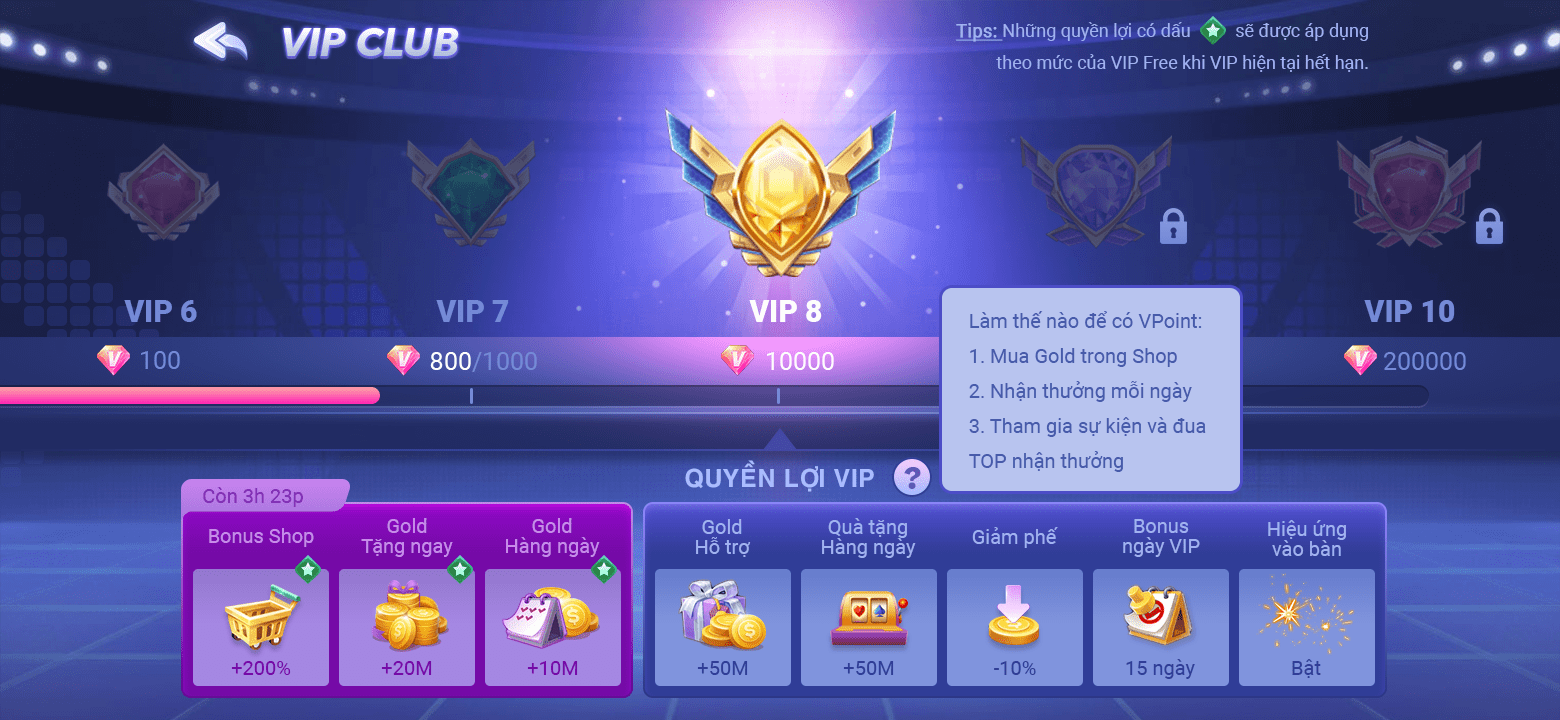 VIP CLUB
Tips: Những quyền lợi có dấu sẽ được áp dụng
theo mức của VIP Free khi VIP hiện tại hết hạn.
VIP 6
VIP 7
VIP 8
VIP 10
V 100
V 800/1000
V 10000
V 200000
Làm thế nào để có VPoint:
1. Mua Gold trong Shop
2. Nhận thưởng mỗi ngày
3. Tham gia sự kiện và đua
TOP nhận thưởng
QUYỀN LỢI VIP ?
Còn 3h 23p
Bonus Shop
+200%
Gold
Tặng ngay
+20M
Gold
Hàng ngày
+10M
Gold
Hỗ trợ
+50M
Quà tặng
Hàng ngày
+50M
Giảm phế
-10%
Bonus
ngày VIP
15 ngày
Hiệu ứng
vào bàn
Bật